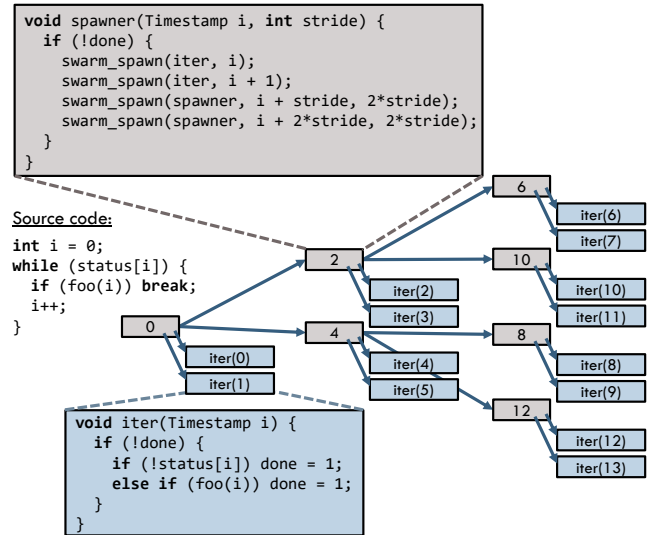 void spawner(Timestamp i, int stride) {
  if (!done) {
    swarm_spawn(iter, i);
    swarm_spawn(iter, i + 1);
    swarm_spawn(spawner, i + stride, 2*stride);
    swarm_spawn(spawner, i + 2*stride, 2*stride);
  }
}
Source code:
int i = 0;
while (status[i]) {
  if (foo(i)) break;
  i++;
}
0
iter(0)
iter(1)
2
iter(2)
iter(3)
4
iter(4)
iter(5)
6
iter(6)
iter(7)
10
iter(10)
iter(11)
8
iter(8)
iter(9)
12
iter(12)
iter(13)
void iter(Timestamp i) {
  if (!done) {
    if (!status[i]) done = 1;
    else if (foo(i)) done = 1;
  }
}